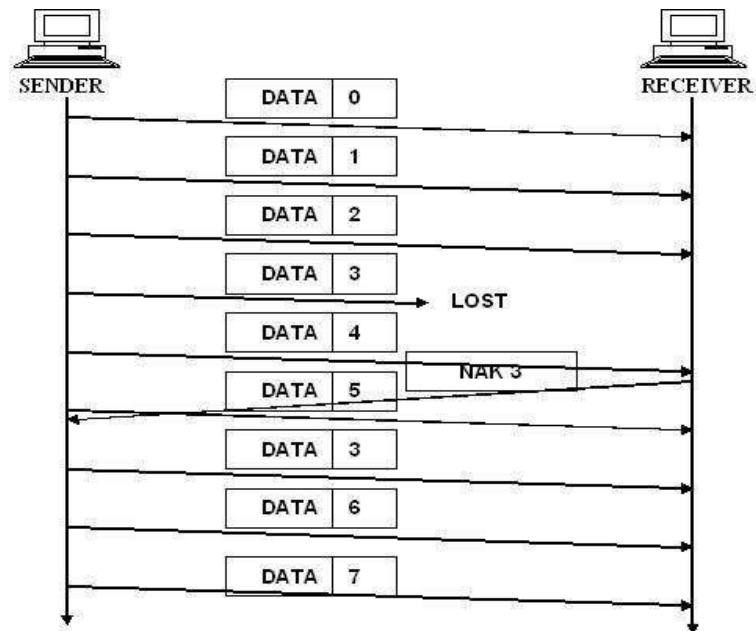 SENDER
RECEIVER
DATA 0
DATA 1
DATA 2
DATA 3
LOST
DATA 4
NAK 3
DATA 5
DATA 3
DATA 6
DATA 7